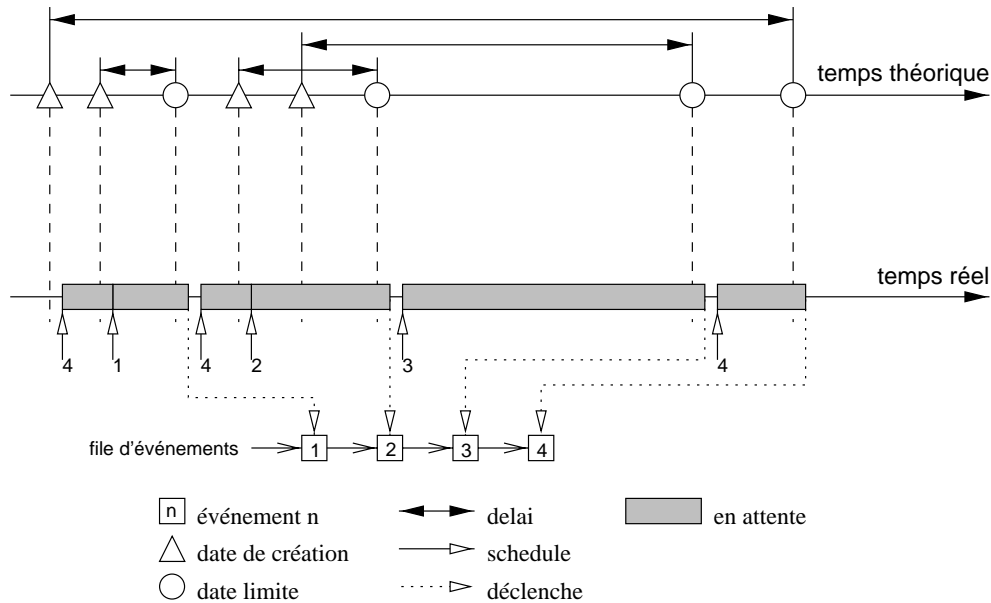 temps théorique
temps réel
4 1 4 2 3 4
file d'événements 1 2 3 4
n événement n delai en attente
date de création schedule
date limite déclenche